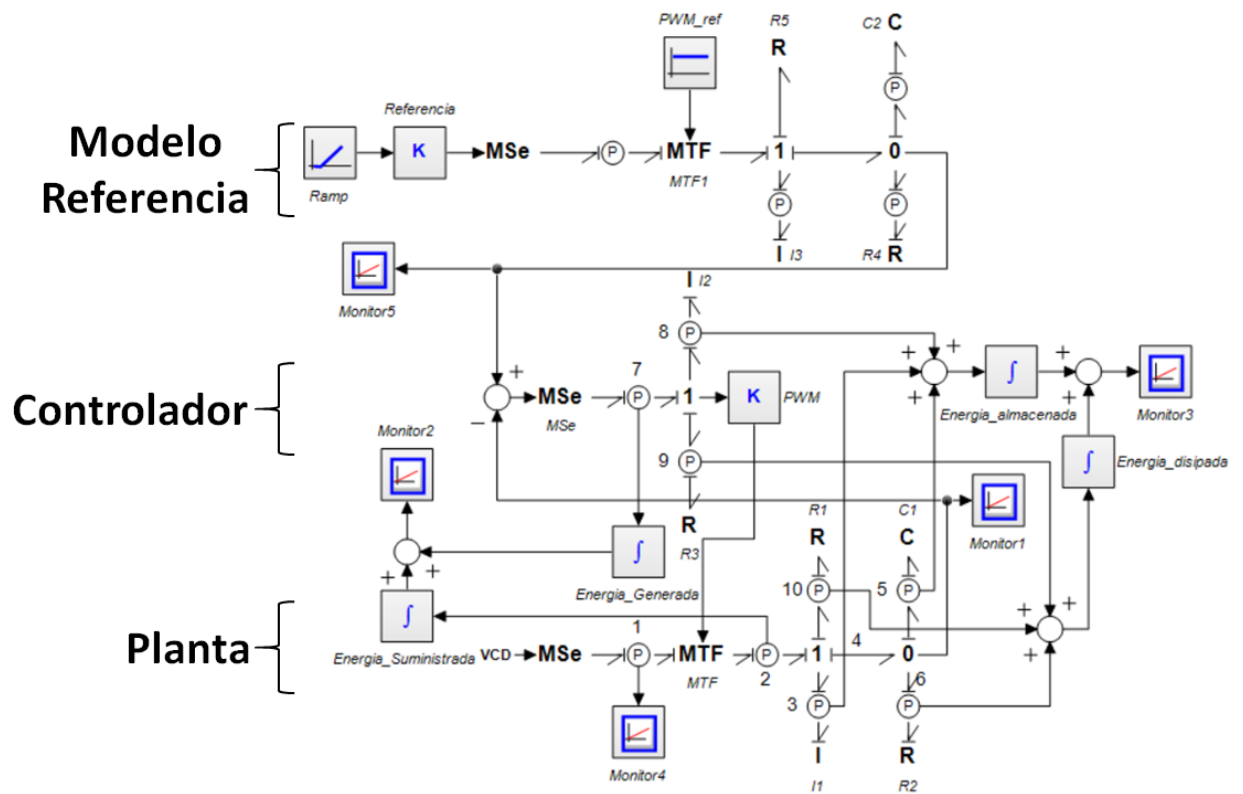 PWM_ref
R5
C2 C
R
Referencia
Modelo
Referencia
K
MSe
P
MTF
1
0
P
Ramp
MTF1
P
P
I I3
R4 R
Monitor5
I I2
8
P
+
+
+
+
7
Controlador
+
MSe
P
1
K
PWM
∫
Energia_almacenada
+
+
Monitor3
−
MSe
Monitor2
9
P
∫
Energia_disipada
R
R3
R1
C1
R
C
Monitor1
∫
Energia_Generada
+
+
10
P
5
P
+
+
+
∫
Energia_Suministrada
1
Planta
VCD
MSe
P
MTF
P
1
4
0
MTF
2
3
P
6
P
Monitor4
I
I1
R
R2